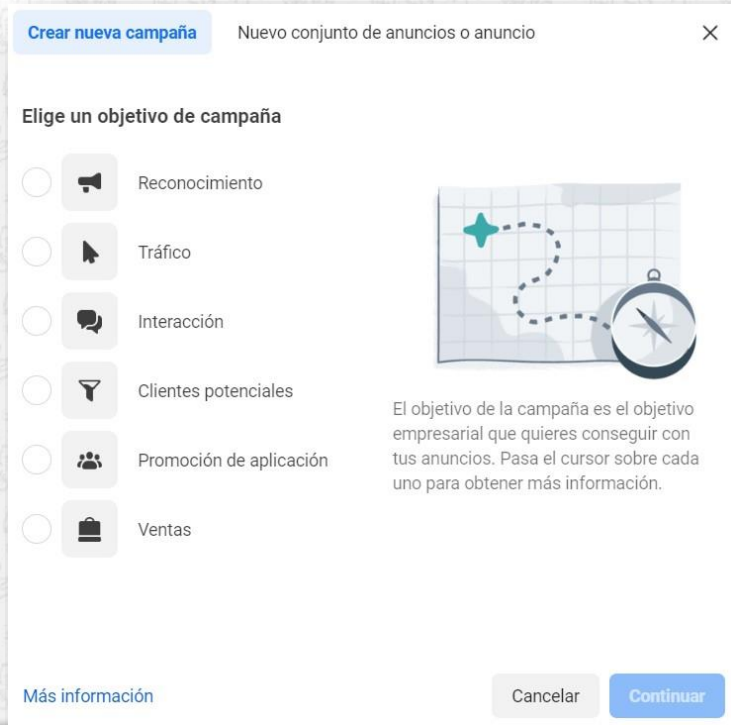 Crear nueva campaña
Nuevo conjunto de anuncios o anuncio
Elige un objetivo de campaña
Reconocimiento
Tráfico
Interacción
Clientes potenciales
Promoción de aplicación
Ventas
El objetivo de la campaña es el objetivo
empresarial que quieres conseguir con
tus anuncios. Pasa el cursor sobre cada
uno para obtener más información.
Más información
Cancelar
Continuar